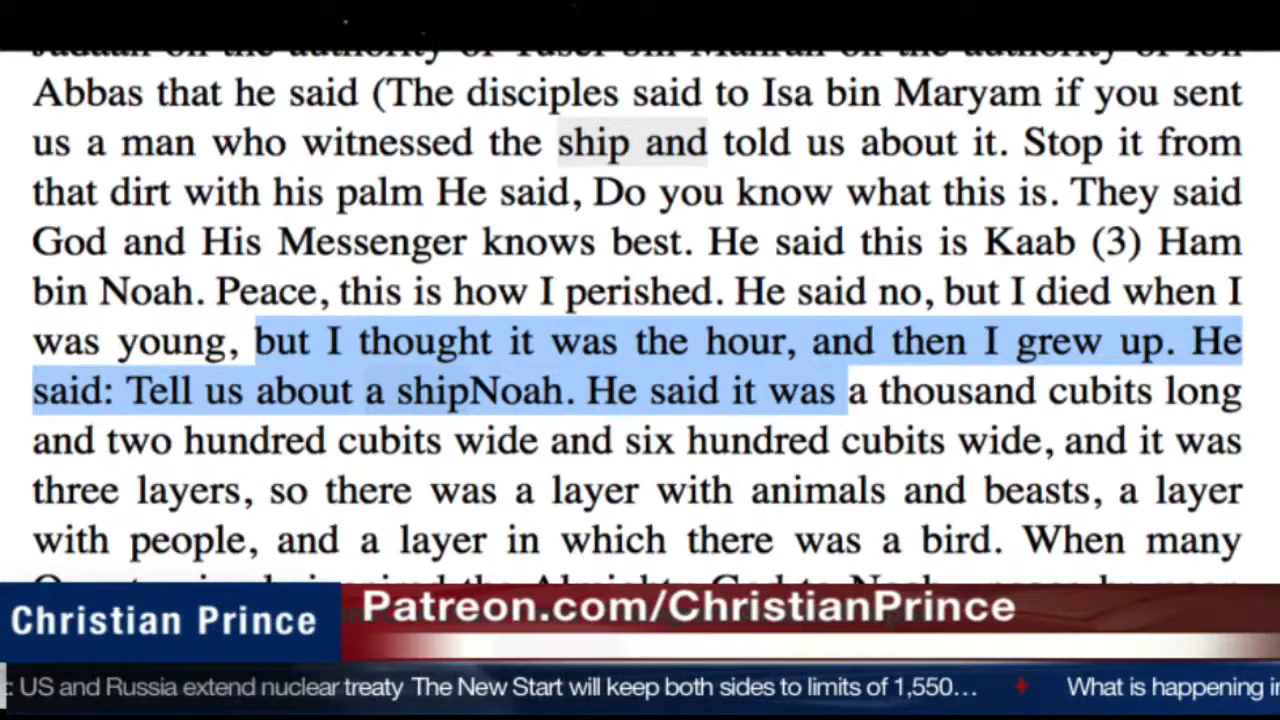 Abbas that he said (The disciples said to Isa bin Maryam if you sent
us a man who witnessed the ship and told us about it. Stop it from
that dirt with his palm He said, Do you know what this is. They said
God and His Messenger knows best. He said this is Kaab (3) Ham
bin Noah. Peace, this is how I perished. He said no, but I died when I
was young, but I thought it was the hour, and then I grew up. He
said: Tell us about a shipNoah. He said it was a thousand cubits long
and two hundred cubits wide and six hundred cubits wide, and it was
three layers, so there was a layer with animals and beasts, a layer
with people, and a layer in which there was a bird. When many
Christian Prince
Patreon.com/ChristianPrince
: US and Russia extend nuclear treaty The New Start will keep both sides to limits of 1,550… What is happening in